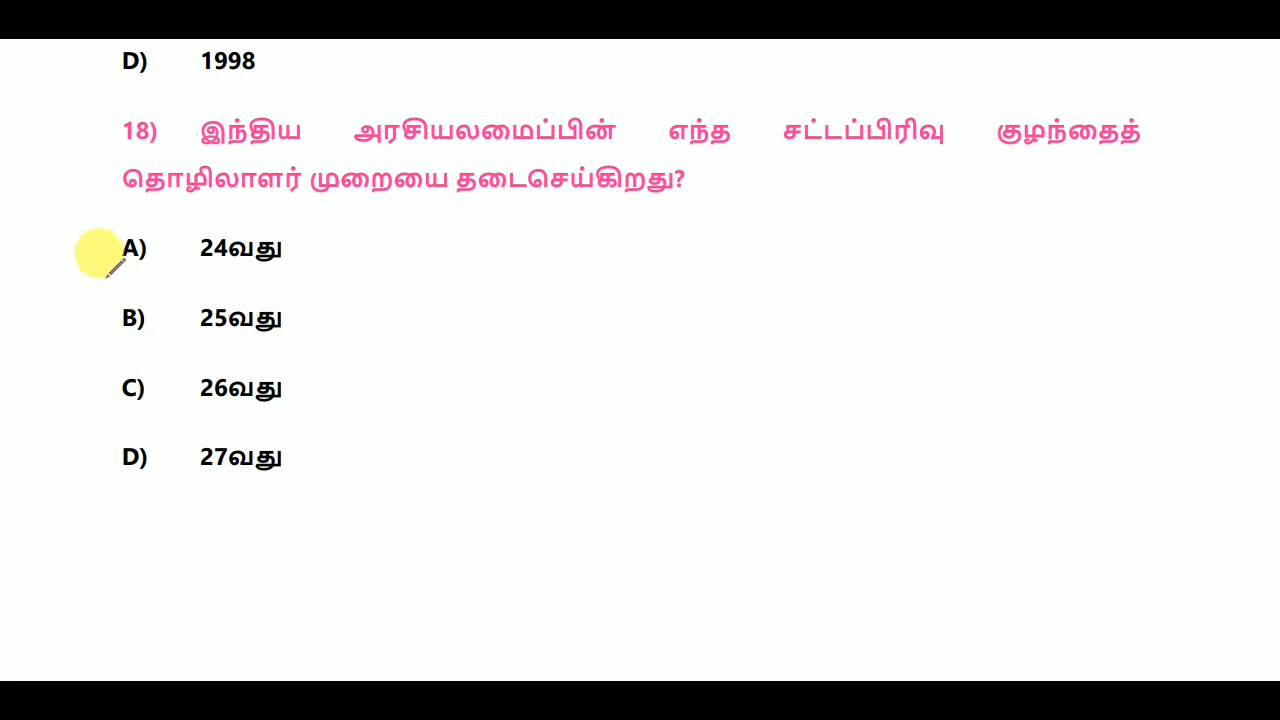 D) 1998
18) இந்திய அரசியலமைப்பின் எந்த சட்டப்பிரிவு குழந்தைத்
தொழிலாளர் முறையை தடைசெய்கிறது?
A) 24வது
B) 25வது
C) 26வது
D) 27வது